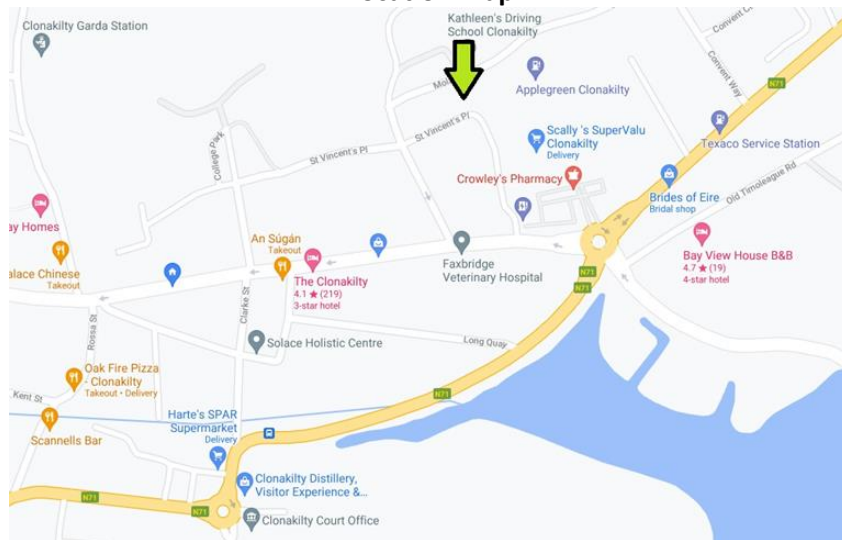 Clonakilty Garda Station
Kathleen's Driving
School Clonakilty
Convent
Convent Way
N71
Applegreen Clonakilty
St Vincent's Pl
College Park
St Vincent's Pl
Scally 's SuperValu
Clonakilty
Delivery
Texaco Service Station
Crowley's Pharmacy
Brides of Eire
Bridal shop
Old Timoleague Rd
ay Homes
An Súgán
Takeout
alace Chinese
Takeout
The Clonakilty
4.1 ★ (219)
3-star hotel
Faxbridge
Veterinary Hospital
Bay View House B&B
4.7 ★ (19)
4-star hotel
N71
N71
Clarke St
Rossa St
Solace Holistic Centre
Long Quay
Oak Fire Pizza
- Clonakilty
Takeout • Delivery
Kent St
N71
Harte's SPAR
Supermarket
Delivery
Scannells Bar
Clonakilty Distillery,
Visitor Experience &...
N71
Clonakilty Court Office